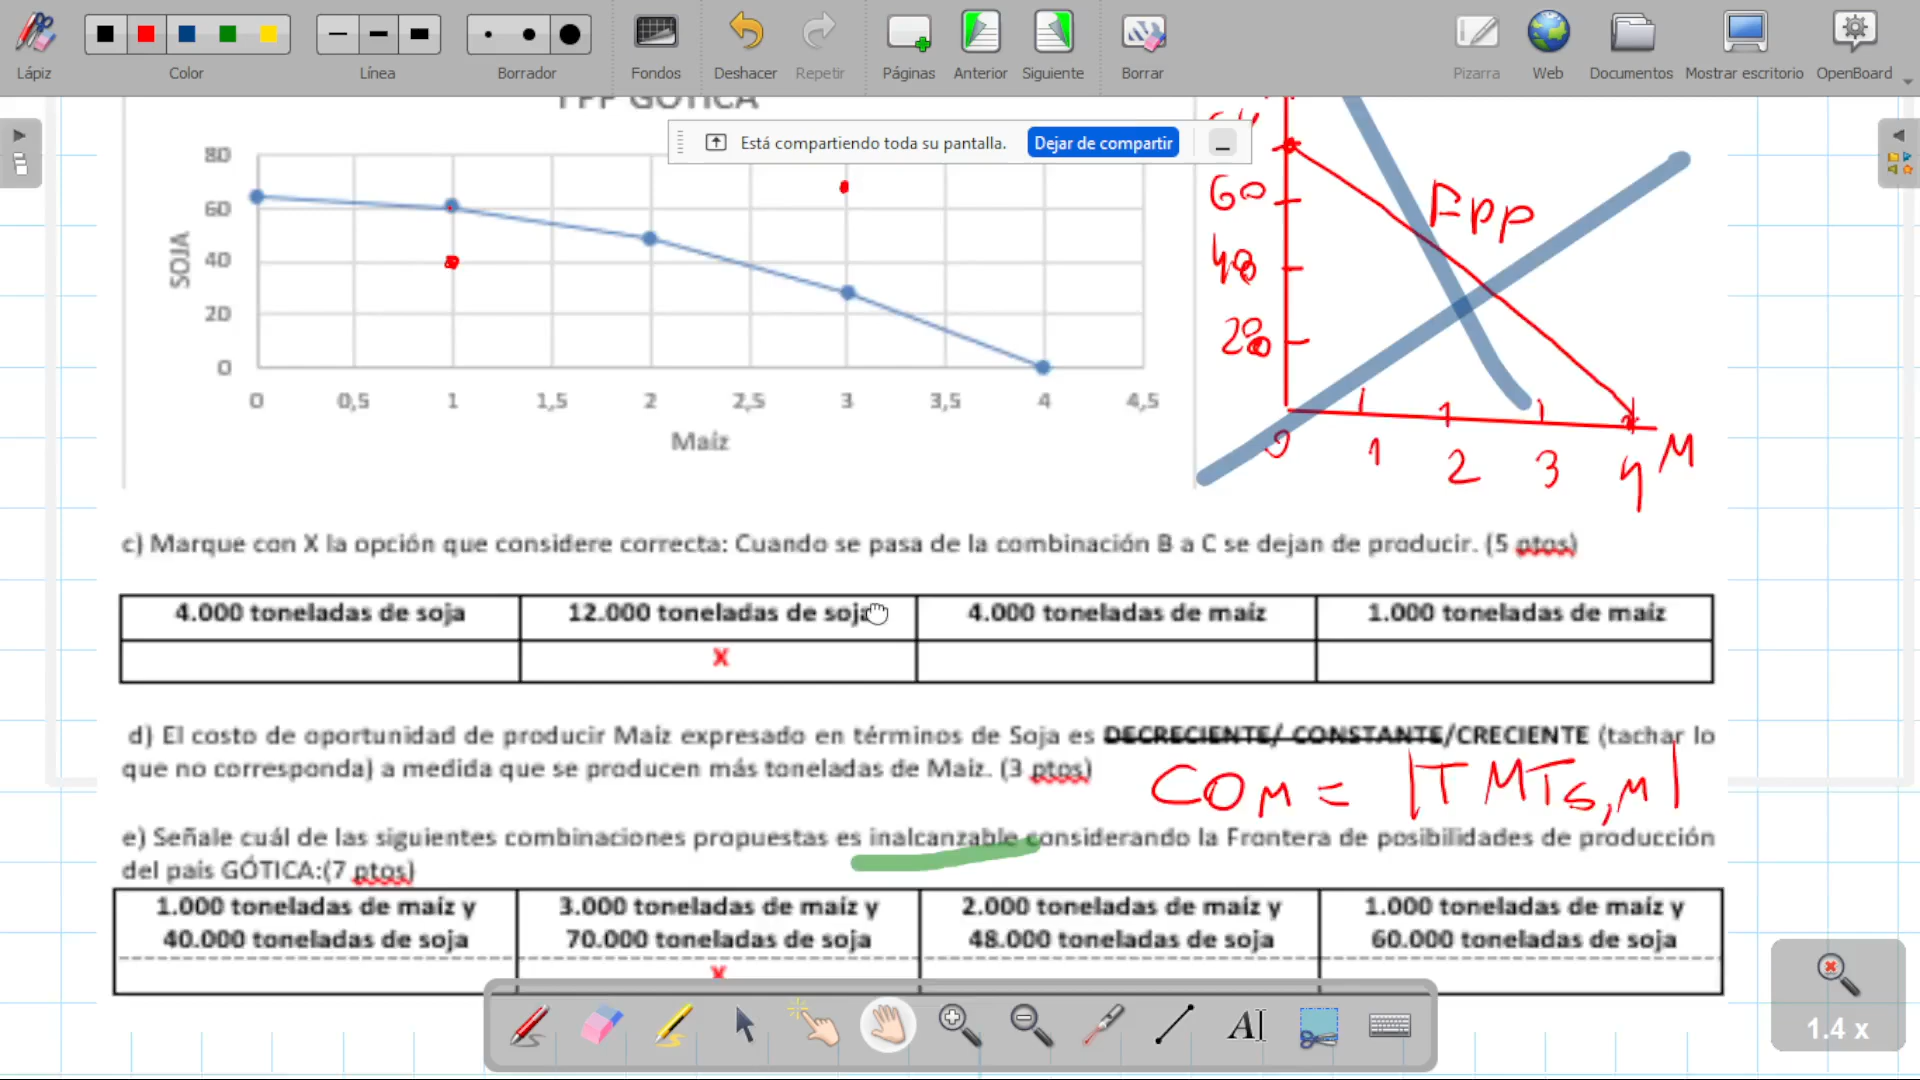 Lápiz
Color
Línea
Borrador
Fondos
Deshacer
Repetir
Páginas
Anterior
Siguiente
Borrar
Pizarra
Web
Documentos
Mostrar escritorio
OpenBoard
FPP GÓTICA
Está compartiendo toda su pantalla.
Dejar de compartir
SOJA
80
60
40
20
0
0 0,5 1 1,5 2 2,5 3 3,5 4 4,5
Maíz
60
40
20
FPP
0 1 2 3 4 M
c) Marque con X la opción que considere correcta: Cuando se pasa de la combinación B a C se dejan de producir. (5 ptos)
4.000 toneladas de soja
12.000 toneladas de soja
4.000 toneladas de maíz
1.000 toneladas de maíz
X
d) El costo de oportunidad de producir Maíz expresado en términos de Soja es DECRECIENTE/ CONSTANTE/CRECIENTE (tachar lo
que no corresponda) a medida que se producen más toneladas de Maíz. (3 ptos)
COM = |TMTS,M|
e) Señale cuál de las siguientes combinaciones propuestas es inalcanzable considerando la Frontera de posibilidades de producción
del país GÓTICA:(7 ptos)
1.000 toneladas de maíz y
40.000 toneladas de soja
3.000 toneladas de maíz y
70.000 toneladas de soja
2.000 toneladas de maíz y
48.000 toneladas de soja
1.000 toneladas de maíz y
60.000 toneladas de soja
X
AI
1.4 x